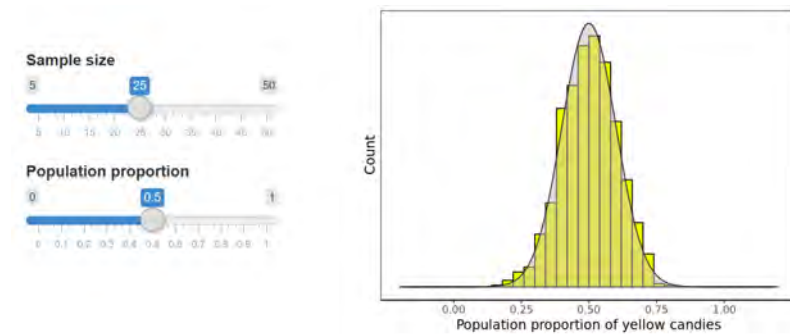 Sample size
5 25 50
5 10 15 20 25 30 35 40 45 50
Population proportion
0 0.5 1
0 0.1 0.2 0.3 0.4 0.6 0.7 0.8 0.9 1
Count
0.00 0.25 0.50 0.75 1.00
Population proportion of yellow candies